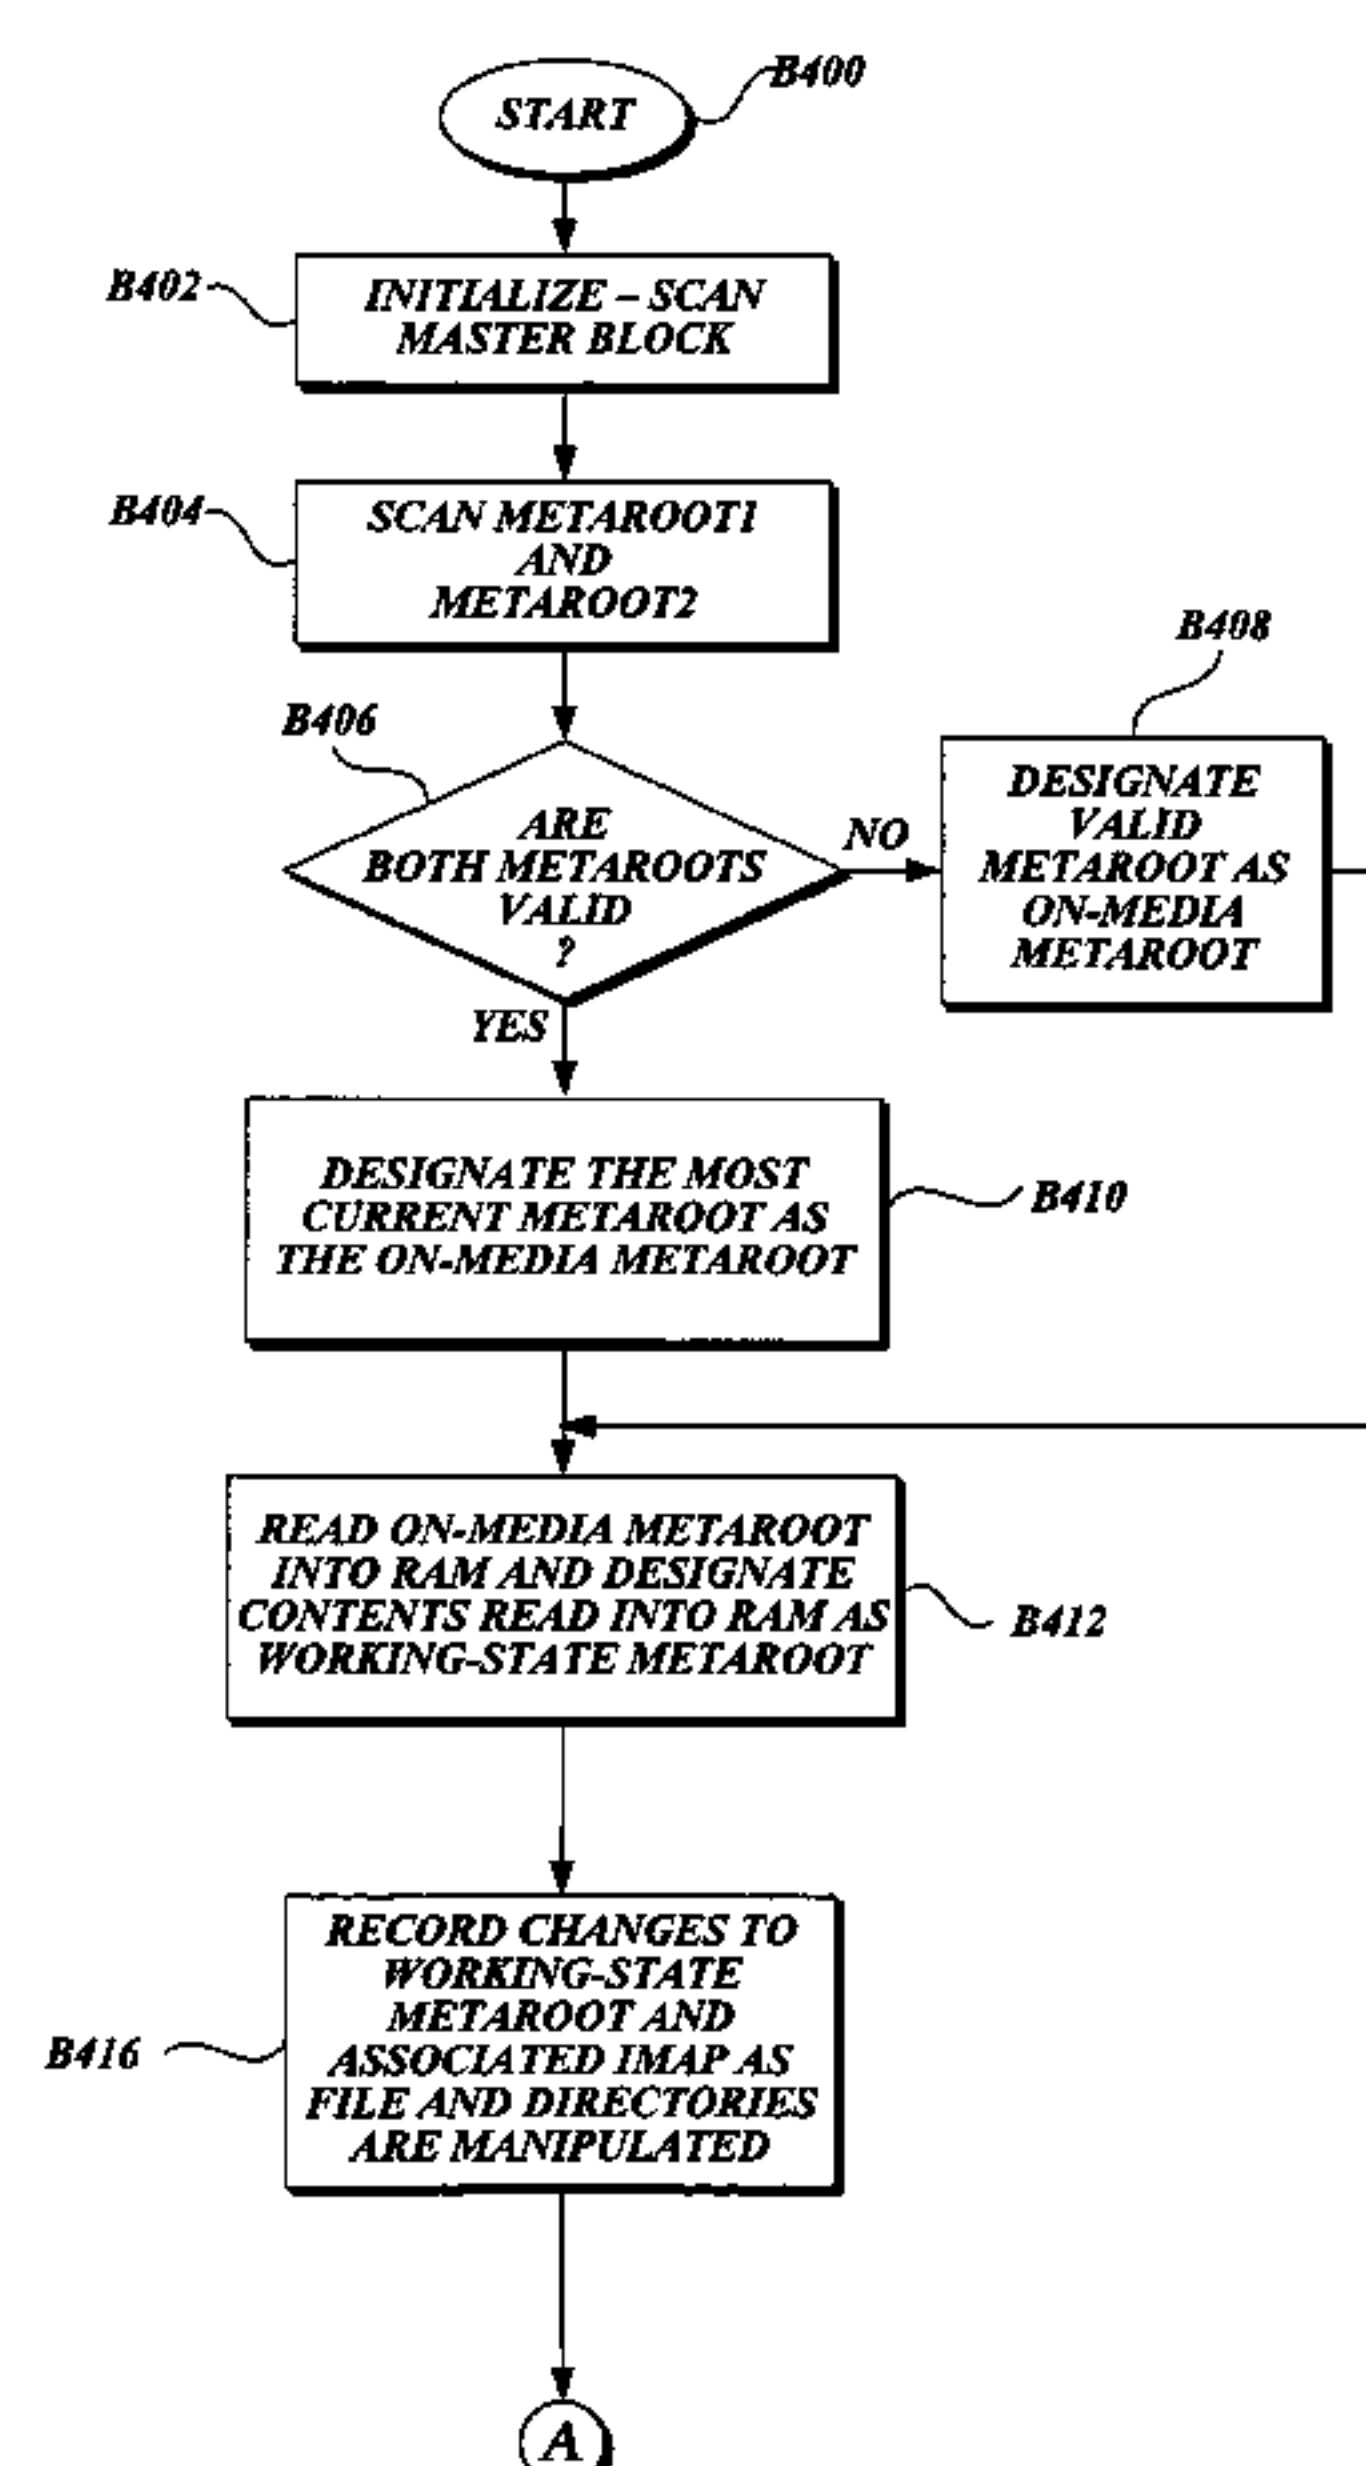 START
B400
B402
INITIALIZE – SCAN
MASTER BLOCK
B404
SCAN METAROOT1
AND
METAROOT2
B406
ARE
BOTH METAROOTS
VALID
?
NO
YES
B408
DESIGNATE
VALID
METAROOT AS
ON-MEDIA
METAROOT
DESIGNATE THE MOST
CURRENT METAROOT AS
THE ON-MEDIA METAROOT
B410
READ ON-MEDIA METAROOT
INTO RAM AND DESIGNATE
CONTENTS READ INTO RAM AS
WORKING-STATE METAROOT
B412
RECORD CHANGES TO
WORKING-STATE
METAROOT AND
ASSOCIATED IMAP AS
FILE AND DIRECTORIES
ARE MANIPULATED
B416
A